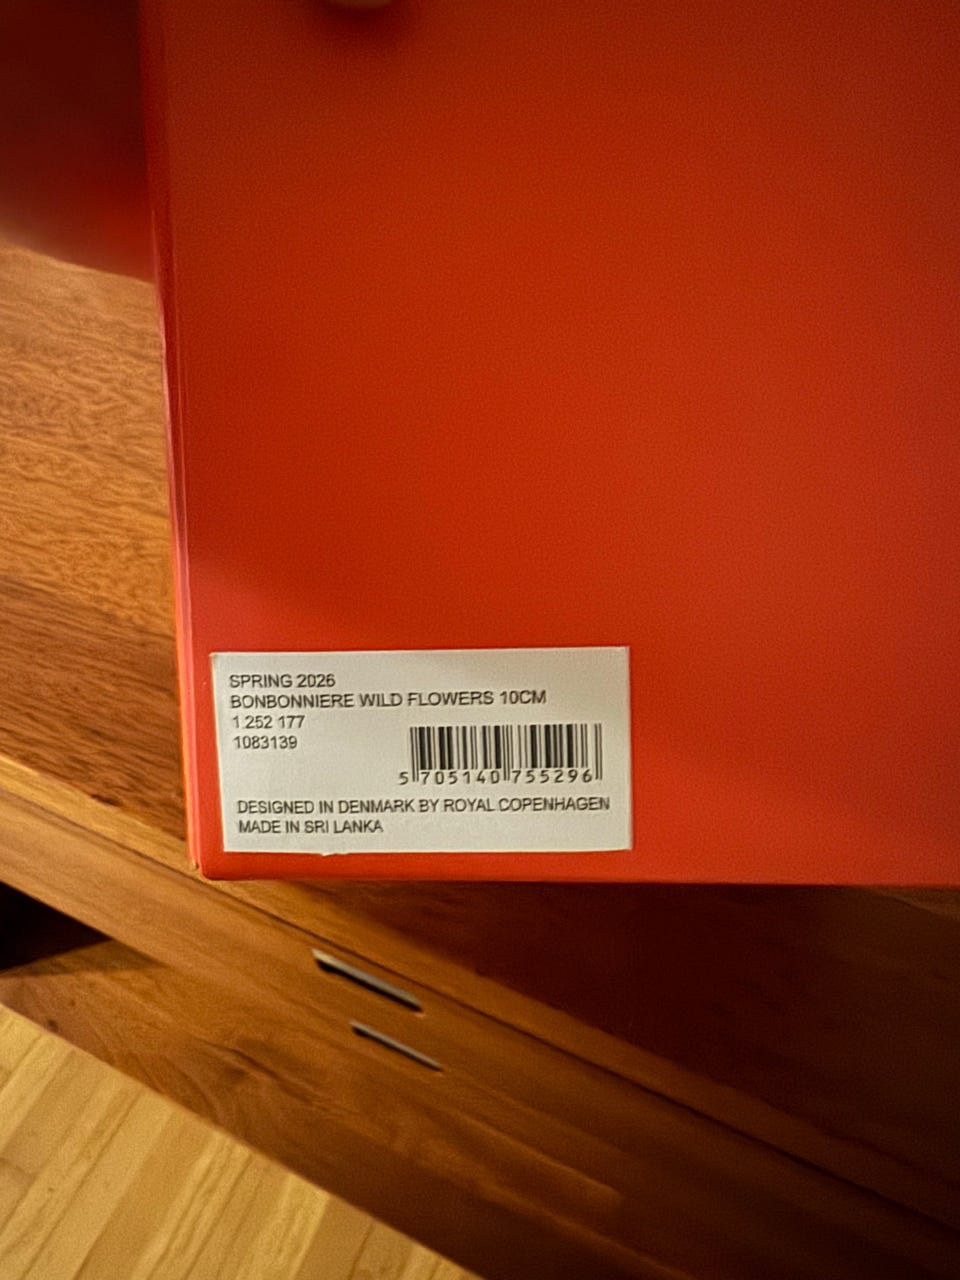 SPRING 2026
BONBONNIERE WILD FLOWERS 10CM
1 252 177
1083139
5 705140 755296
DESIGNED IN DENMARK BY ROYAL COPENHAGEN
MADE IN SRI LANKA